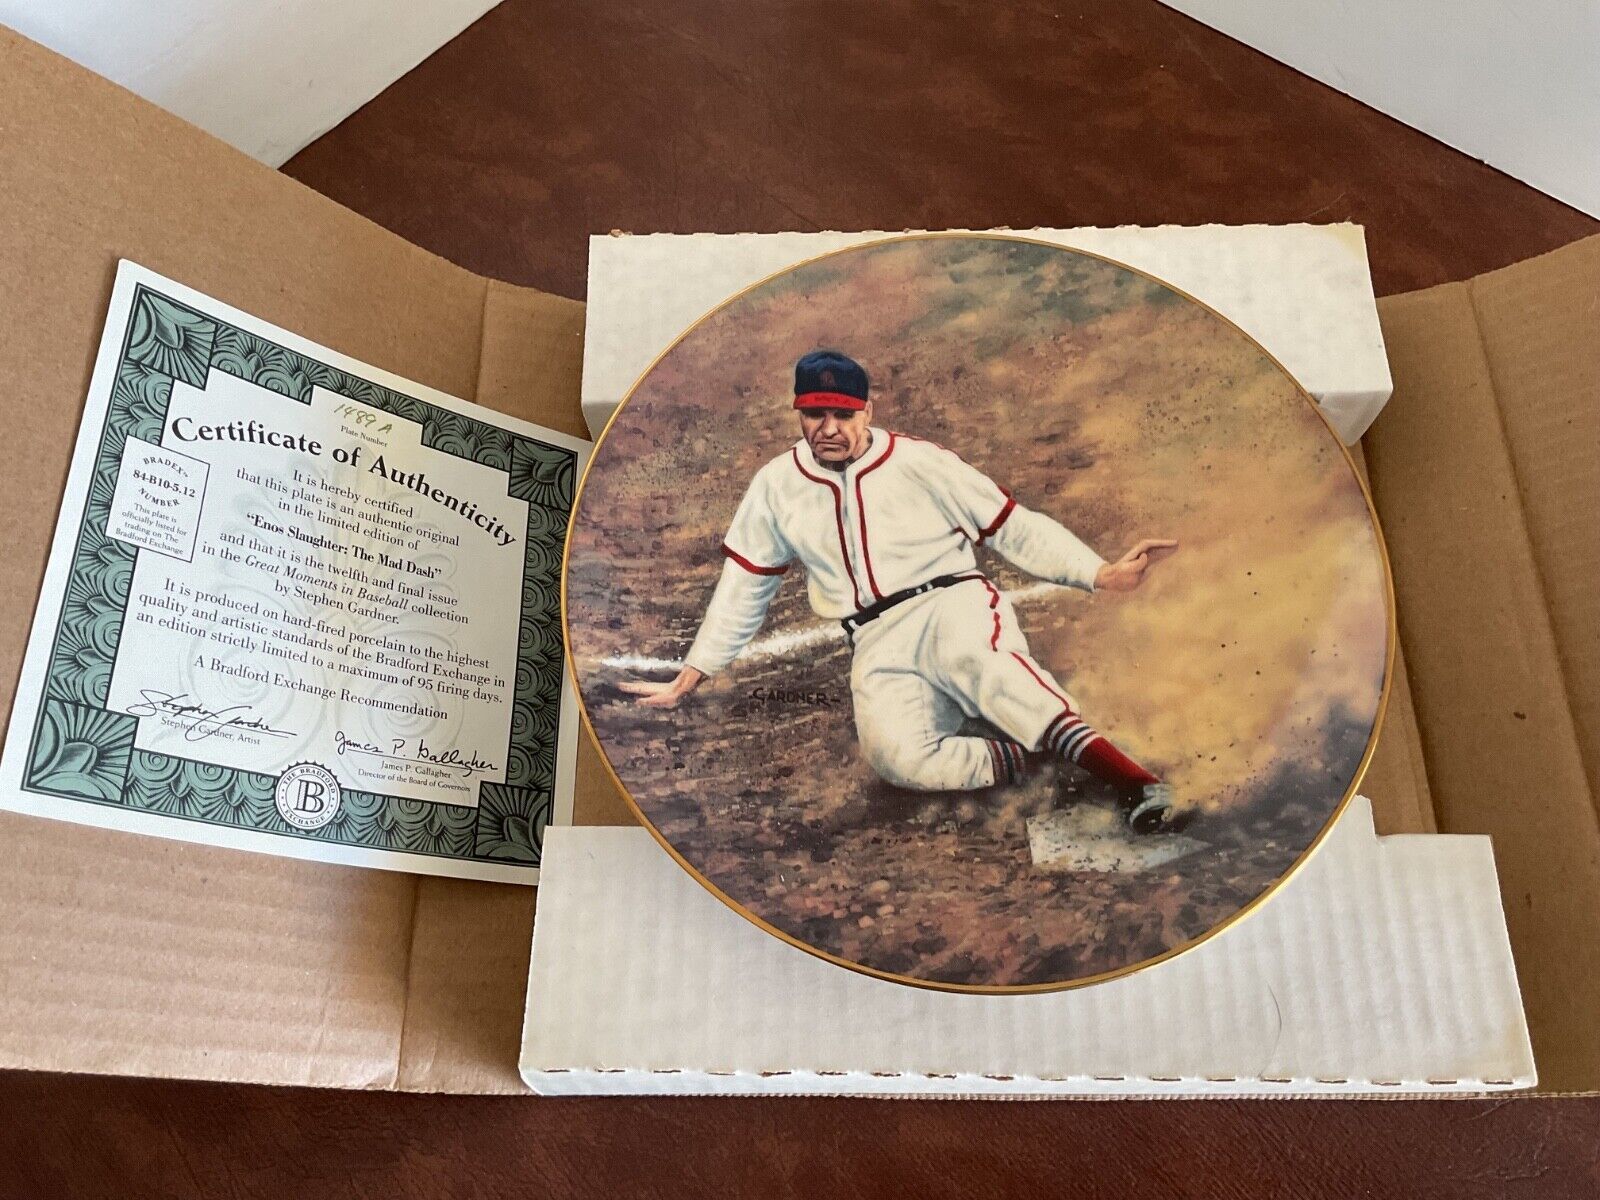 1489 A
Plate Number
Certificate of Authenticity
BRADEX
84-B10-5.12
NUMBER
This plate is
officially listed for
trading on The
Bradford Exchange
It is hereby certified
that this plate is an authentic original
in the limited edition of
"Enos Slaughter: The Mad Dash"
and that it is the twelfth and final issue
in the Great Moments in Baseball collection
by Stephen Gardner.
It is produced on hard-fired porcelain to the highest
quality and artistic standards of the Bradford Exchange in
an edition strictly limited to a maximum of 95 firing days.
A Bradford Exchange Recommendation
Stephen Gardner
Stephen Gardner, Artist
James P. Gallagher
James P. Gallagher
Director of the Board of Governors
THE BRADFORD
B
EXCHANGE
GARDNER